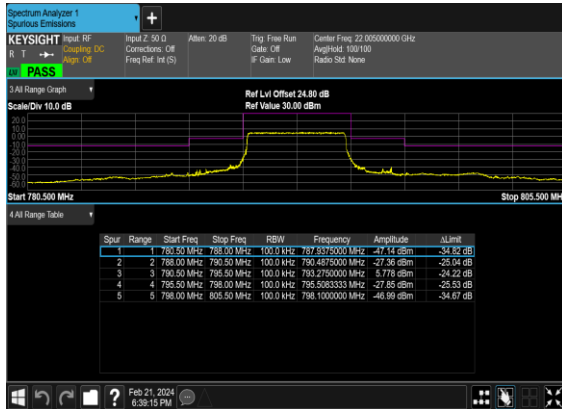 Spectrum Analyzer 1
Spurious Emissions
+
KEYSIGHT Input: RF Input Z: 50 Ω Atten: 20 dB Trig: Free Run Center Freq: 22.005000000 GHz
R T Coupling: DC Corrections: Off Gate: Off Avg|Hold: 100/100
Align: Off Freq Ref: Int (S) IF Gain: Low Radio Std: None
PASS
3 All Range Graph
Ref Lvl Offset 24.80 dB
Scale/Div 10.0 dB Ref Value 30.00 dBm
20.0
10.0
0.00
-10.0
-20.0
-30.0
-40.0
-50.0
-60.0
Start 780.500 MHz Stop 805.500 MHz
4 All Range Table
Spur Range Start Freq Stop Freq RBW Frequency Amplitude ΔLimit
1 1 780.50 MHz 788.00 MHz 100.0 kHz 787.9375000 MHz -47.14 dBm -34.82 dB
2 2 788.00 MHz 790.50 MHz 100.0 kHz 790.4875000 MHz -27.36 dBm -25.04 dB
3 3 790.50 MHz 795.50 MHz 100.0 kHz 793.2750000 MHz 5.778 dBm -24.22 dB
4 4 795.50 MHz 798.00 MHz 100.0 kHz 795.5083333 MHz -27.85 dBm -25.53 dB
5 5 798.00 MHz 805.50 MHz 100.0 kHz 798.1000000 MHz -46.99 dBm -34.67 dB
? Feb 21, 2024
6:39:15 PM